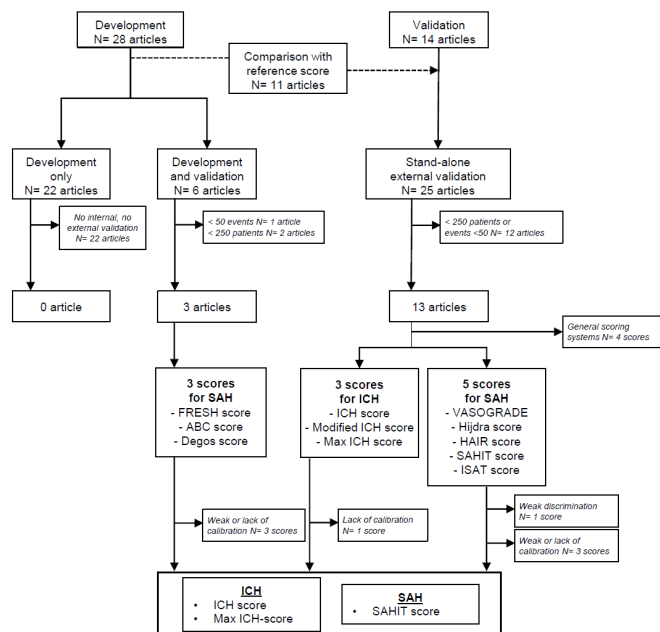 Development
N= 28 articles
Validation
N= 14 articles
Comparison with
reference score
N= 11 articles
Development
only
N= 22 articles
Development
and validation
N= 6 articles
Stand-alone
external validation
N= 25 articles
No internal, no
external validation
N= 22 articles
< 50 events N= 1 article
< 250 patients N= 2 articles
< 250 patients or
events <50 N= 12 articles
0 article
3 articles
13 articles
General scoring
systems N= 4 scores
3 scores
for SAH
- FRESH score
- ABC score
- Degos score
3 scores
for ICH
- ICH score
- Modified ICH score
- Max ICH score
5 scores
for SAH
- VASOGRADE
- Hijdra score
- HAIR score
- SAHIT score
- ISAT score
Weak or lack of
calibration N= 3 scores
Lack of calibration
N= 1 score
Weak discrimination
N= 1 score
Weak or lack of
calibration N= 3 scores
ICH
• ICH score
• Max ICH-score
SAH
• SAHIT score